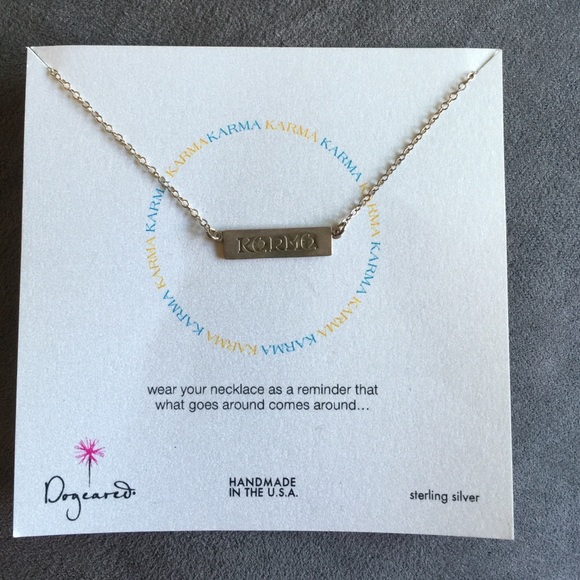 KARMA KARMA KARMA KARMA KARMA KARMA KARMA KARMA KARMA KARMA KARMA KARMA
KARMA
wear your necklace as a reminder that
what goes around comes around...
Dogeared.
HANDMADE
IN THE U.S.A.
sterling silver